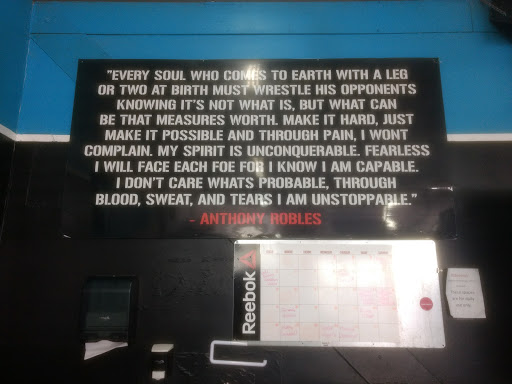 "EVERY SOUL WHO COMES TO EARTH WITH A LEG
OR TWO AT BIRTH MUST WRESTLE HIS OPPONENTS
KNOWING IT'S NOT WHAT IS, BUT WHAT CAN
BE THAT MEASURES WORTH. MAKE IT HARD, JUST
MAKE IT POSSIBLE AND THROUGH PAIN, I WONT
COMPLAIN. MY SPIRIT IS UNCONQUERABLE. FEARLESS
I WILL FACE EACH FOE FOR I KNOW I AM CAPABLE.
I DON'T CARE WHATS PROBABLE, THROUGH
BLOOD, SWEAT, AND TEARS I AM UNSTOPPABLE."
- ANTHONY ROBLES
Reebok